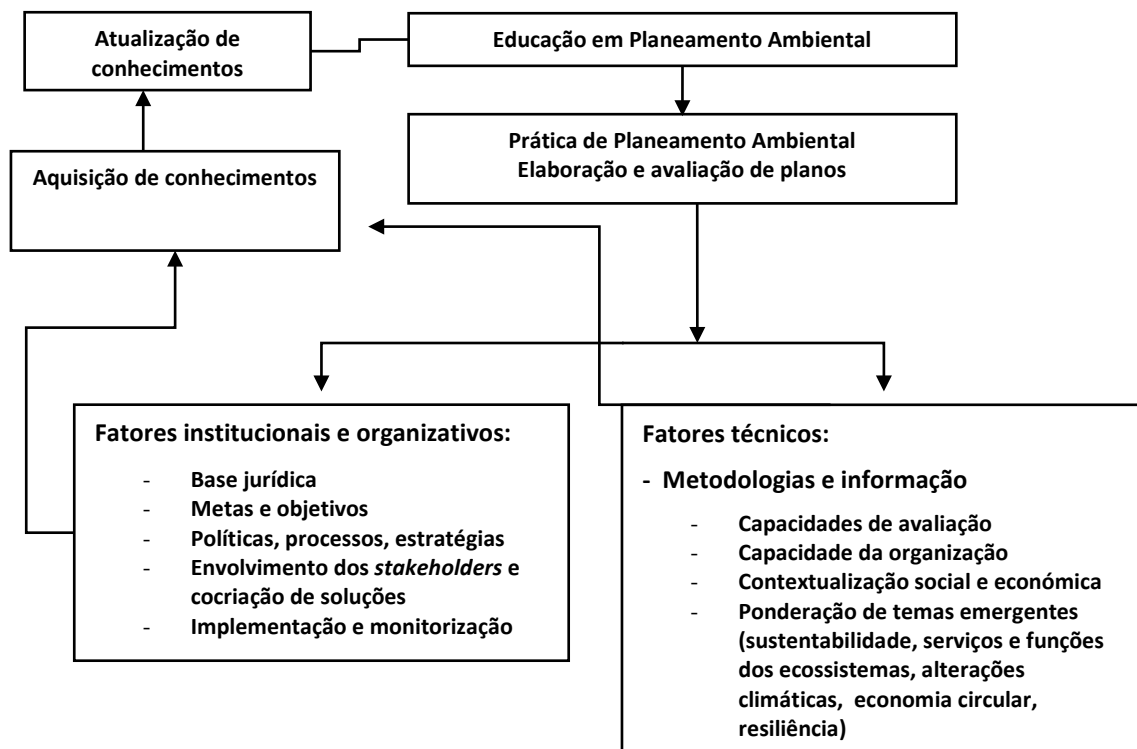 Atualização de
conhecimentos
Educação em Planeamento Ambiental
Prática de Planeamento Ambiental
Elaboração e avaliação de planos
Aquisição de conhecimentos
Fatores institucionais e organizativos:
- Base jurídica
- Metas e objetivos
- Políticas, processos, estratégias
- Envolvimento dos stakeholders e
cocriação de soluções
- Implementação e monitorização
Fatores técnicos:
- Metodologias e informação
- Capacidades de avaliação
- Capacidade da organização
- Contextualização social e económica
- Ponderação de temas emergentes
(sustentabilidade, serviços e funções
dos ecossistemas, alterações
climáticas, economia circular,
resiliência)